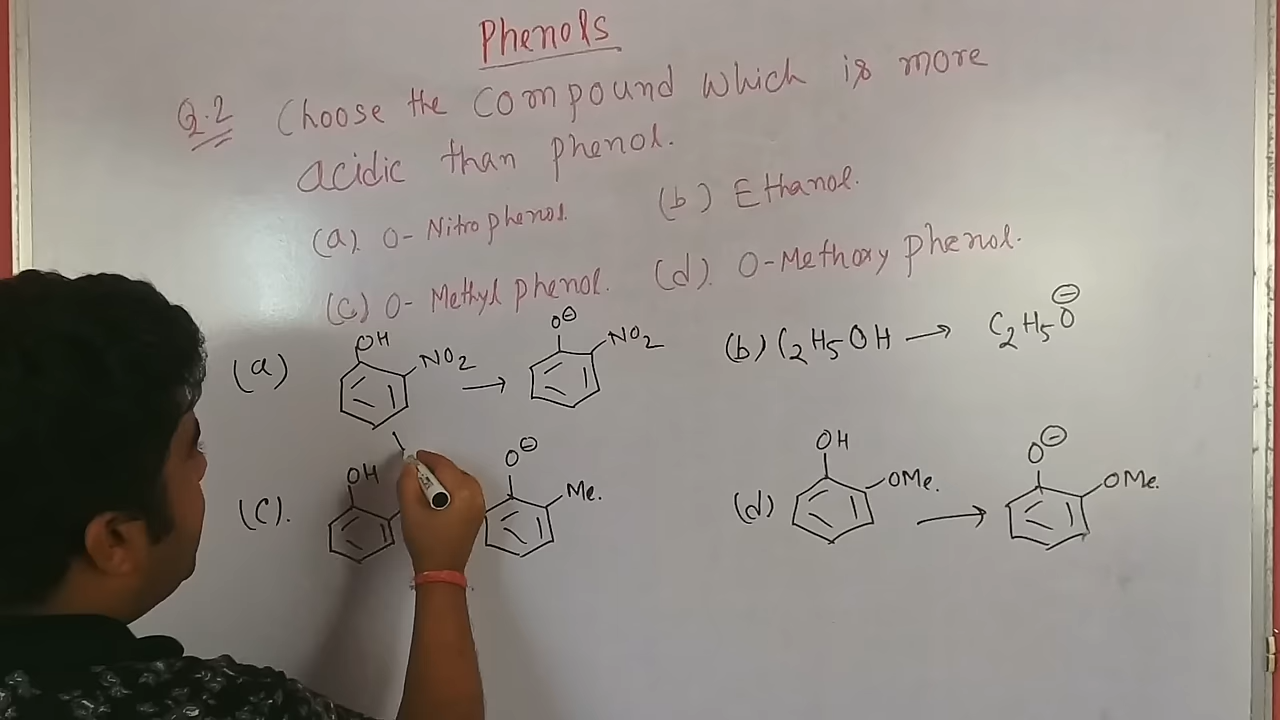 Phenols
Q.2 Choose the compound which is more
acidic than phenol.
(a). O- Nitrophenol. (b) Ethanol.
(c) O- Methyl phenol. (d). O-Methoxy phenol.
(a) OH NO2 → O⊖ NO2 (b) C2H5OH → C2H5O⊖
(c). OH O⊖ Me. (d) OH OMe. → O⊖ OMe.